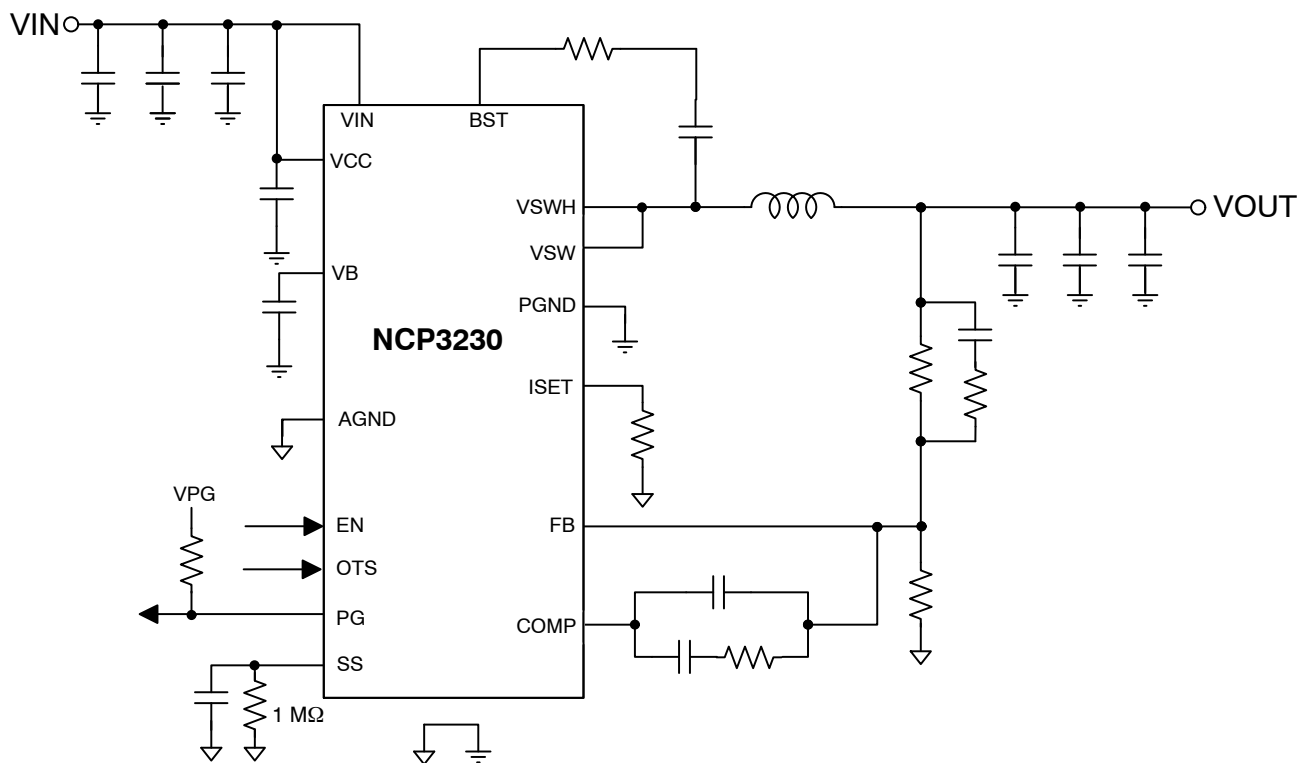 VIN
VIN
BST
VCC
VSWH
VOUT
VSW
VB
PGND
NCP3230
ISET
AGND
VPG
EN
FB
OTS
PG
COMP
SS
1 MΩ